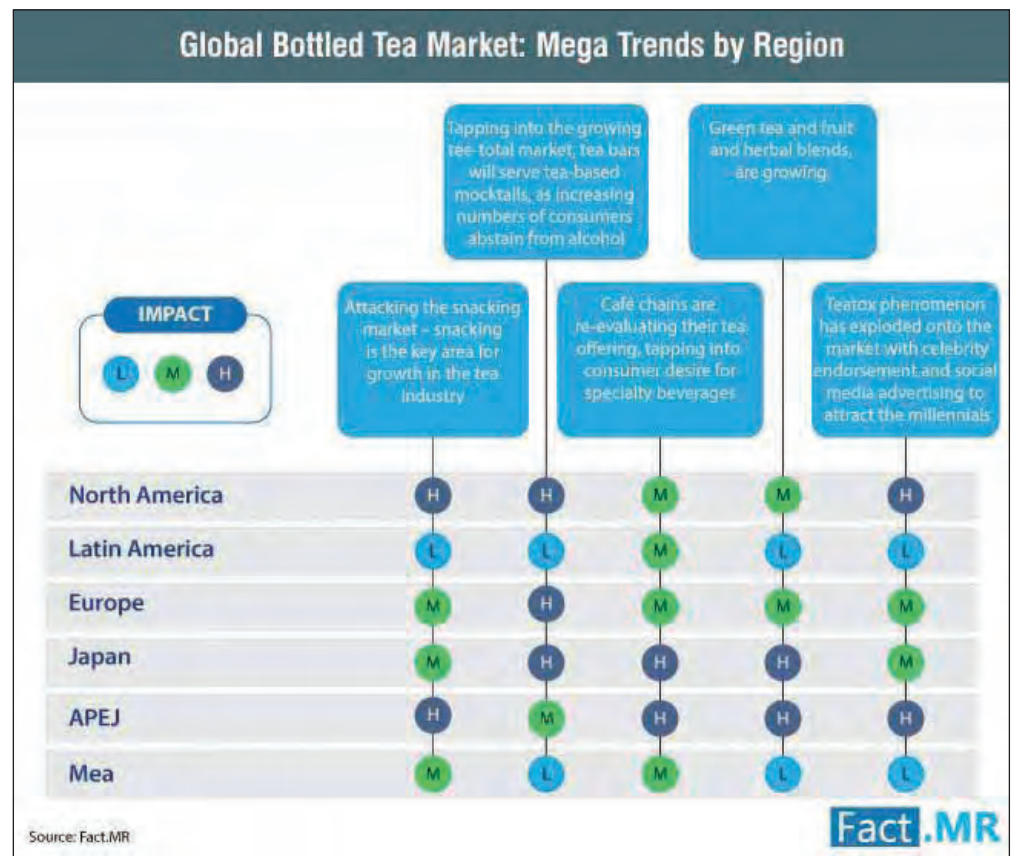 Global Bottled Tea Market: Mega Trends by Region
Tapping into the growing
tee-total market, tea bars
will serve tea-based
mocktails, as increasing
numbers of consumers
abstain from alcohol
Green tea and fruit
and herbal blends,
are growing
IMPACT
L M H
Attacking the snacking
market – snacking
is the key area for
growth in the tea
industry
Café chains are
re-evaluating their tea
offering, tapping into
consumer desire for
specialty beverages
Teatox phenomenon
has exploded onto the
market with celebrity
endorsement and social
media advertising to
attract the millennials
North America H H M M H
Latin America L L M L L
Europe M H M M M
Japan M H H H M
APEJ H M H H H
Mea M L M L L
Source: Fact.MR
Fact.MR